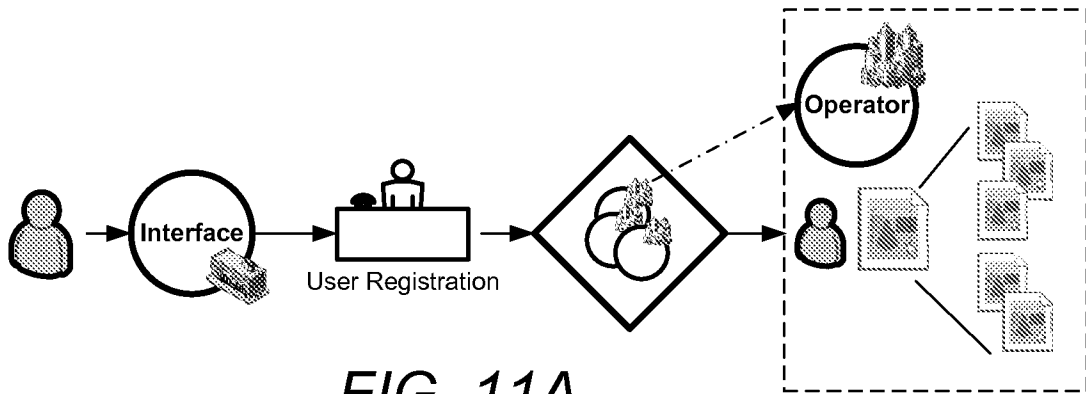 Operator
Interface
User Registration
FIG. 11A